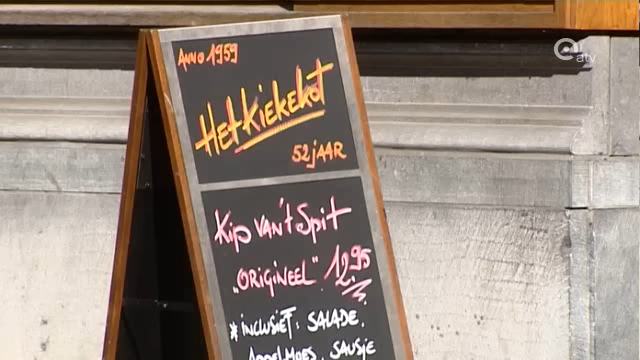 ANNO 1959
HET KIEKEKOT
52 JAAR
Kip van't Spit
"ORIGINEEL" 12,95
* INCLUSIEF: SALADE,
APPELMOES, SAUSJE
atv